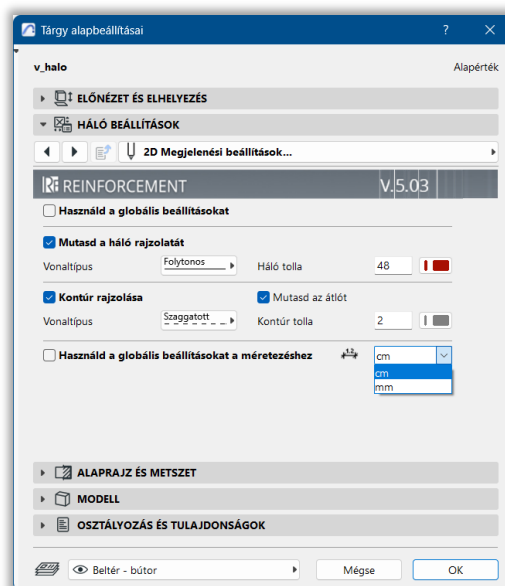 Tárgy alapbeállításai ? ×
v_halo Alapérték
ELŐNÉZET ÉS ELHELYEZÉS
HÁLÓ BEÁLLÍTÁSOK
2D Megjelenési beállítások...
REINFORCEMENT V.5.03
Használd a globális beállításokat
Mutasd a háló rajzolatát
Vonaltípus Folytonos Háló tolla 48
Kontúr rajzolása Mutasd az átlót
Vonaltípus Szaggatott Kontúr tolla 2
Használd a globális beállításokat a méretezéshez 1.2 cm
cm
mm
ALAPRAJZ ÉS METSZET
MODELL
OSZTÁLYOZÁS ÉS TULAJDONSÁGOK
Beltér - bútor Mégse OK